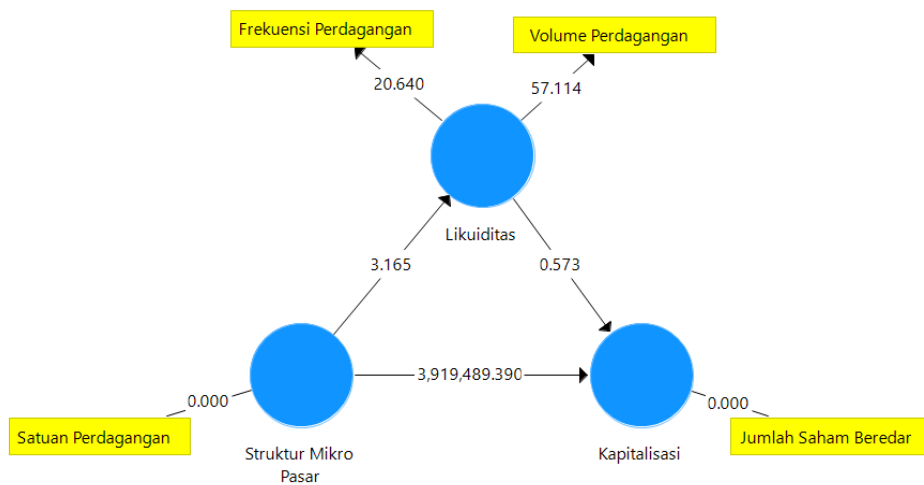 Frekuensi Perdagangan
Volume Perdagangan
20.640
57.114
Likuiditas
3.165
0.573
3,919,489.390
0.000
0.000
Satuan Perdagangan
Jumlah Saham Beredar
Struktur Mikro
Pasar
Kapitalisasi